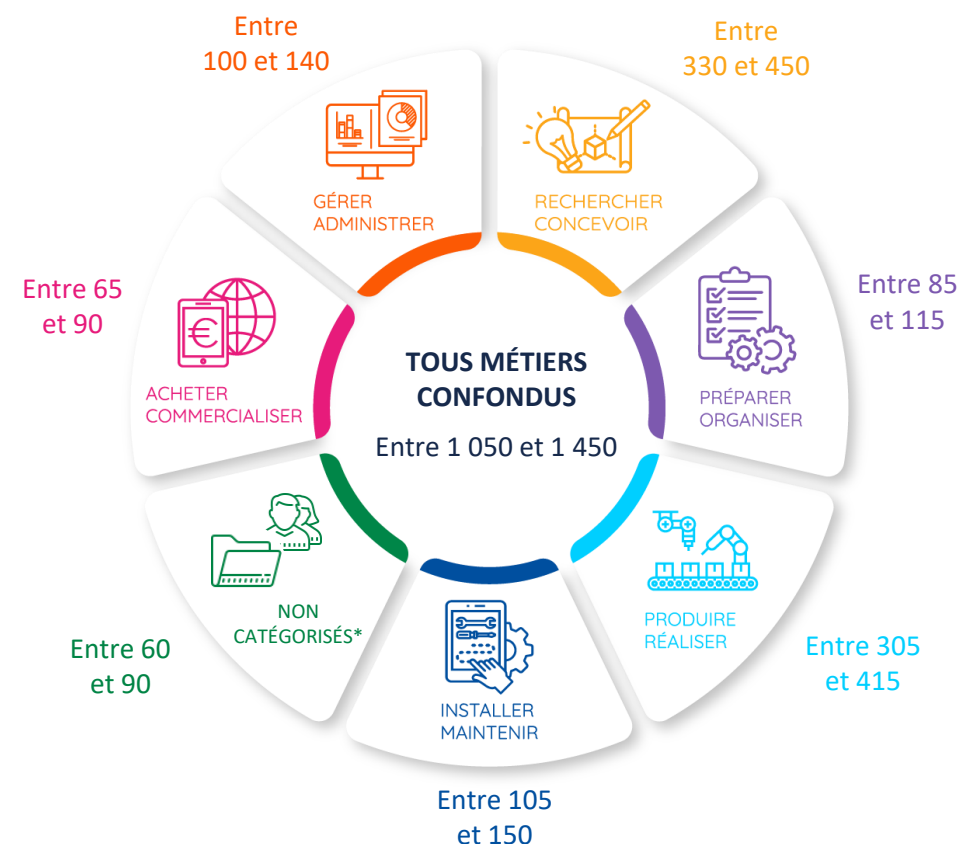 Entre
100 et 140
Entre
330 et 450
GÉRER
ADMINISTRER
RECHERCHER
CONCEVOIR
Entre 65
et 90
Entre 85
et 115
€
ACHETER
COMMERCIALISER
TOUS MÉTIERS
CONFONDUS
Entre 1 050 et 1 450
PRÉPARER
ORGANISER
NON
CATÉGORISÉS*
PRODUIRE
RÉALISER
Entre 60
et 90
Entre 305
et 415
INSTALLER
MAINTENIR
Entre 105
et 150